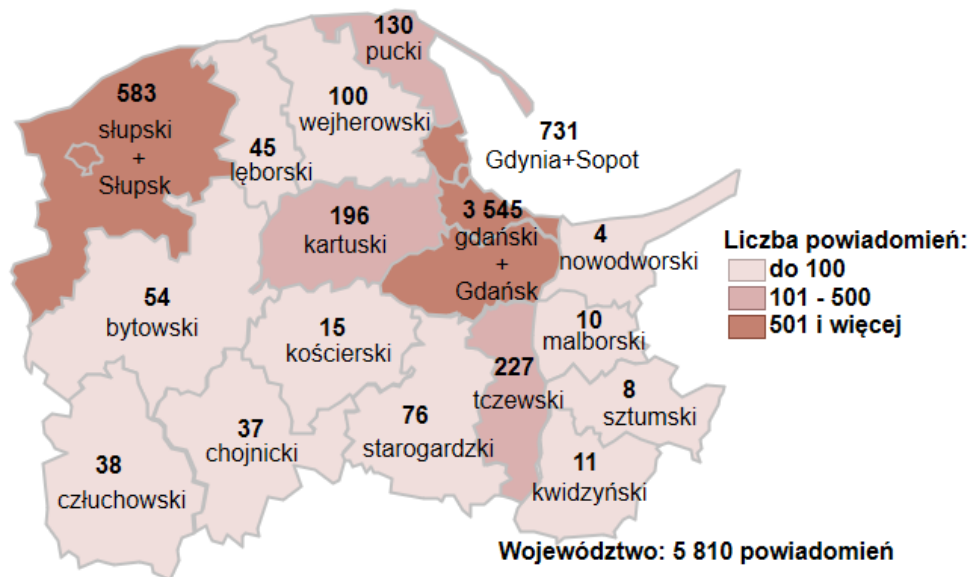 130
pucki
583
słupski
+
Słupsk
100
wejherowski
45
lęborski
731
Gdynia+Sopot
196
kartuski
3 545
gdański
+
Gdańsk
4
nowodworski
Liczba powiadomień:
do 100
101 - 500
501 i więcej
54
bytowski
15
kościerski
10
malborski
227
tczewski
8
sztumski
76
starogardzki
37
chojnicki
38
człuchowski
11
kwidzyński
Województwo: 5 810 powiadomień